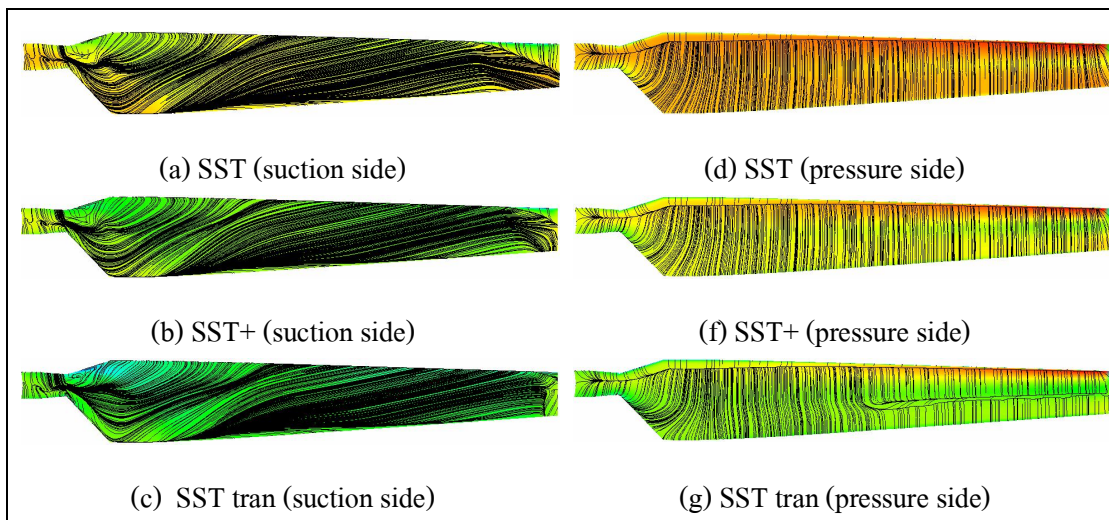 (a) SST (suction side)
(d) SST (pressure side)
(b) SST+ (suction side)
(f) SST+ (pressure side)
(c) SST tran (suction side)
(g) SST tran (pressure side)